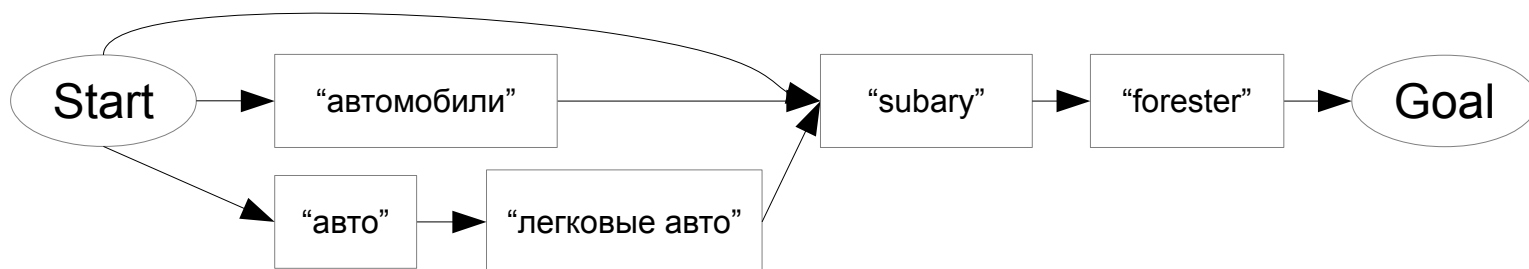 Start
“автомобили”
“subary”
“forester”
Goal
“авто”
“легковые авто”